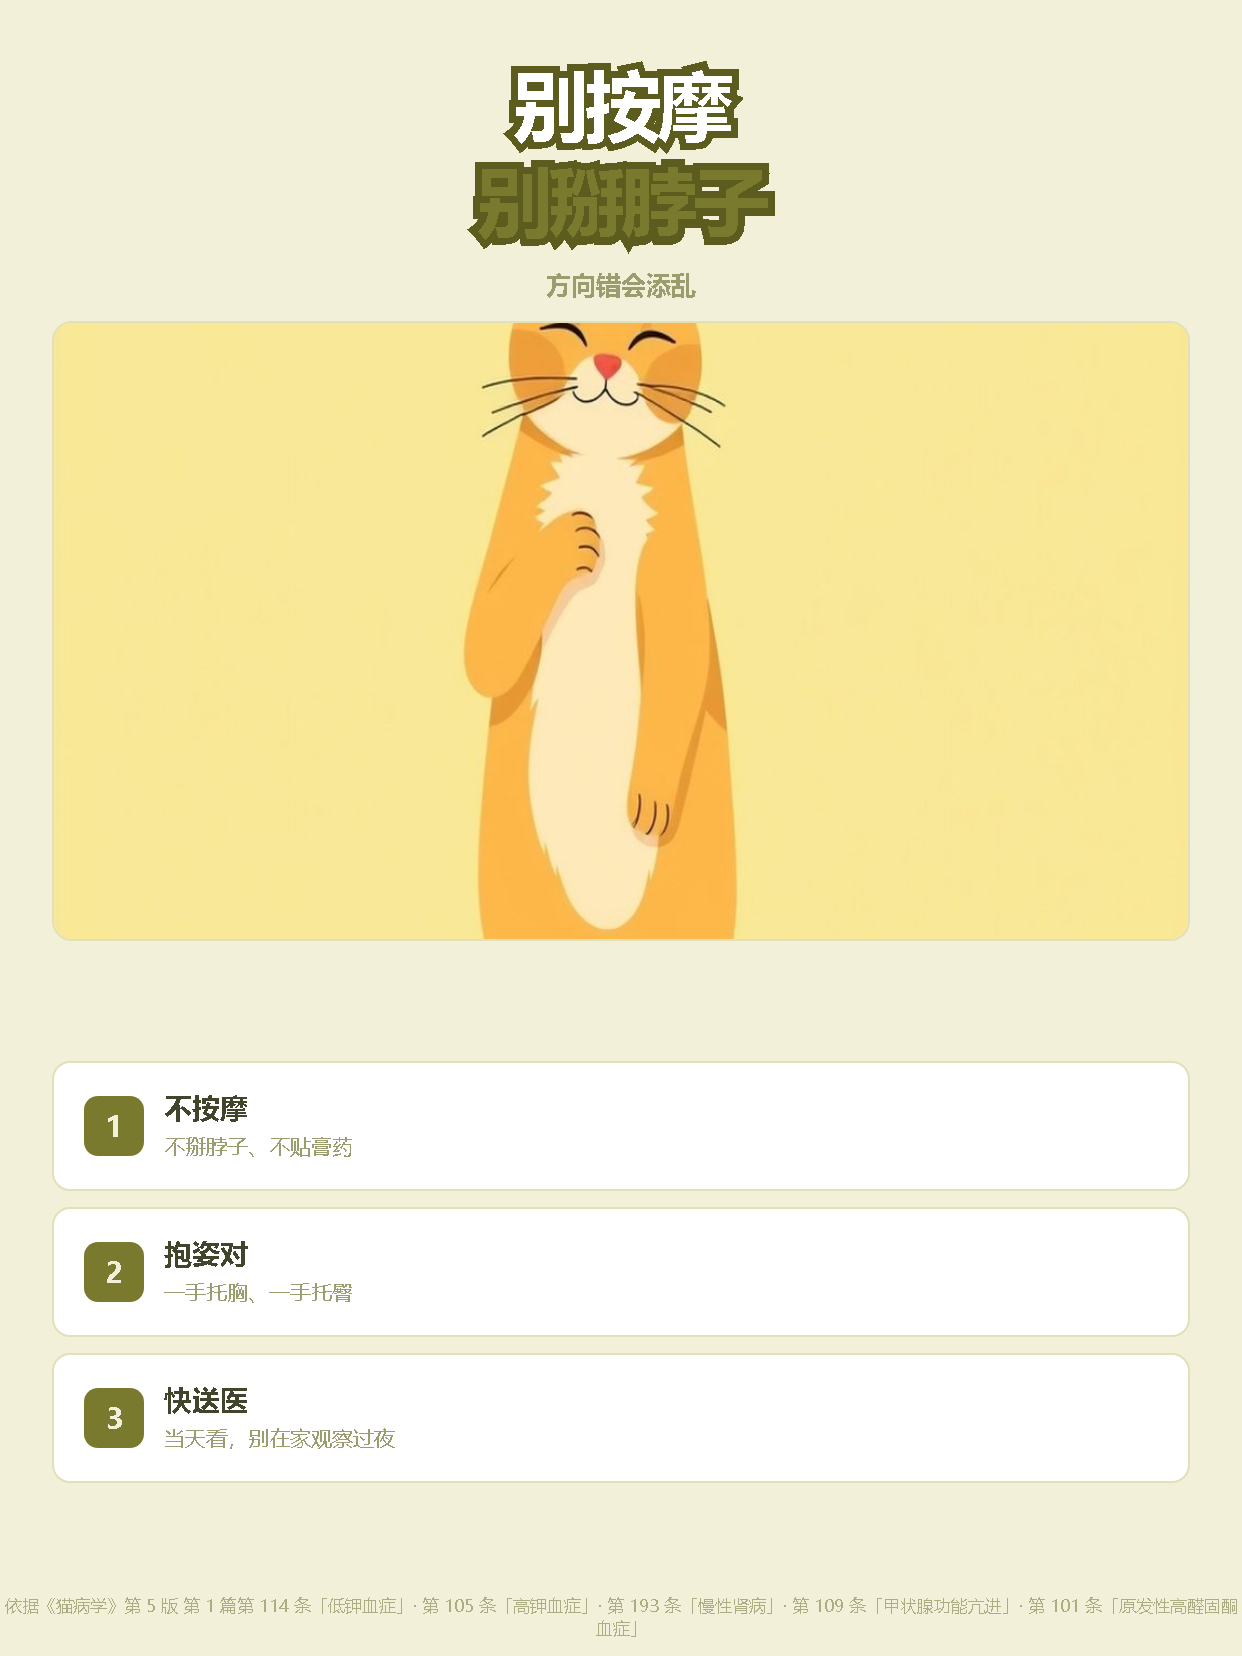 别按摩
别掰脖子
方向错会添乱
1
不按摩
不掰脖子、不贴膏药
2
抱姿对
一手托胸、一手托臀
3
快送医
当天看，别在家观察过夜
依据《猫病学》第 5 版 第 1 篇第 114 条「低钾血症」· 第 105 条「高钾血症」· 第 193 条「慢性肾病」· 第 109 条「甲状腺功能亢进」· 第 101 条「原发性高醛固酮
血症」